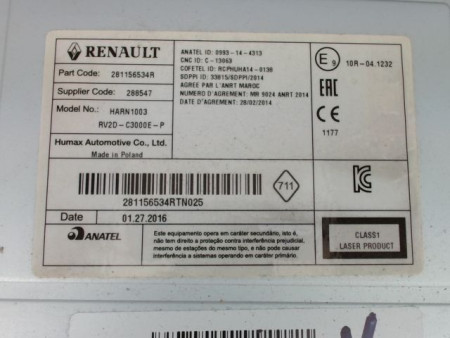 RENAULT
Part Code: 281156534R
Supplier Code: 288547
Model No.: HARN1003
RV2D-C3000E-P
Humax Automotive Co., Ltd.
Made in Poland
ANATEL ID: 0993-14-4313
CNC ID: C-13063
COFETEL ID: RCPHUHA14-0136
SDPPI ID: 33615/SDPPI/2014
AGREE PAR L'ANRT MAROC
NUMERO D'AGREMENT: MR 9024 ANRT 2014
DATE D'AGREMENT: 28/02/2014
E9 10R-04.1232
EAC
CE
1177
281156534RTN025
711
Date 01.27.2016
ANATEL
Este equipamento opera em caráter secundário, isto é,
não tem direito a proteção contra interferência prejudicial,
mesmo de estações do mesmo tipo, e não pode causar
interferência a sistemas operando em caráter primário.
CLASS1
LASER PRODUCT